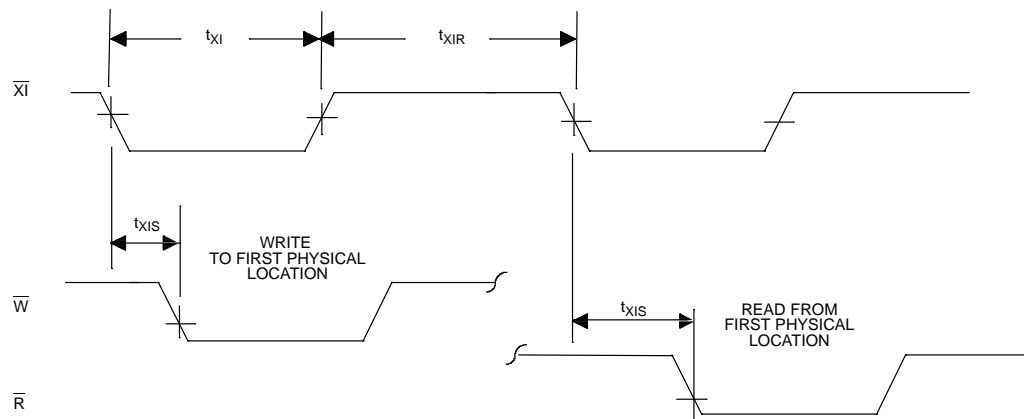 tXI
tXIR
XI
tXIS
WRITE
TO FIRST PHYSICAL
LOCATION
W
tXIS
READ FROM
FIRST PHYSICAL
LOCATION
R